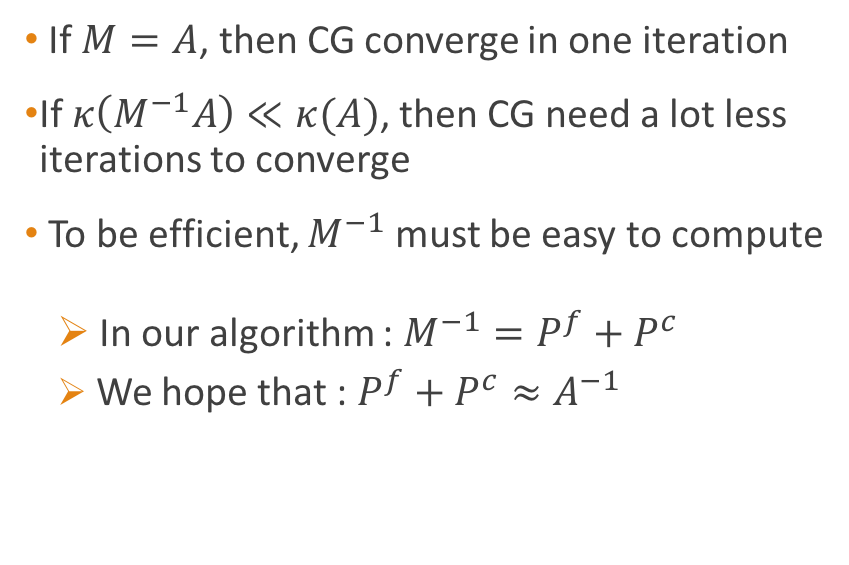 • If 𝑀 = 𝐴, then CG converge in one iteration
•If 𝜅(𝑀⁻¹𝐴) ≪ 𝜅(𝐴), then CG need a lot less
iterations to converge
• To be efficient, 𝑀⁻¹ must be easy to compute
➢ In our algorithm : 𝑀⁻¹ = 𝑃ᶠ + 𝑃ᶜ
➢ We hope that : 𝑃ᶠ + 𝑃ᶜ ≈ 𝐴⁻¹